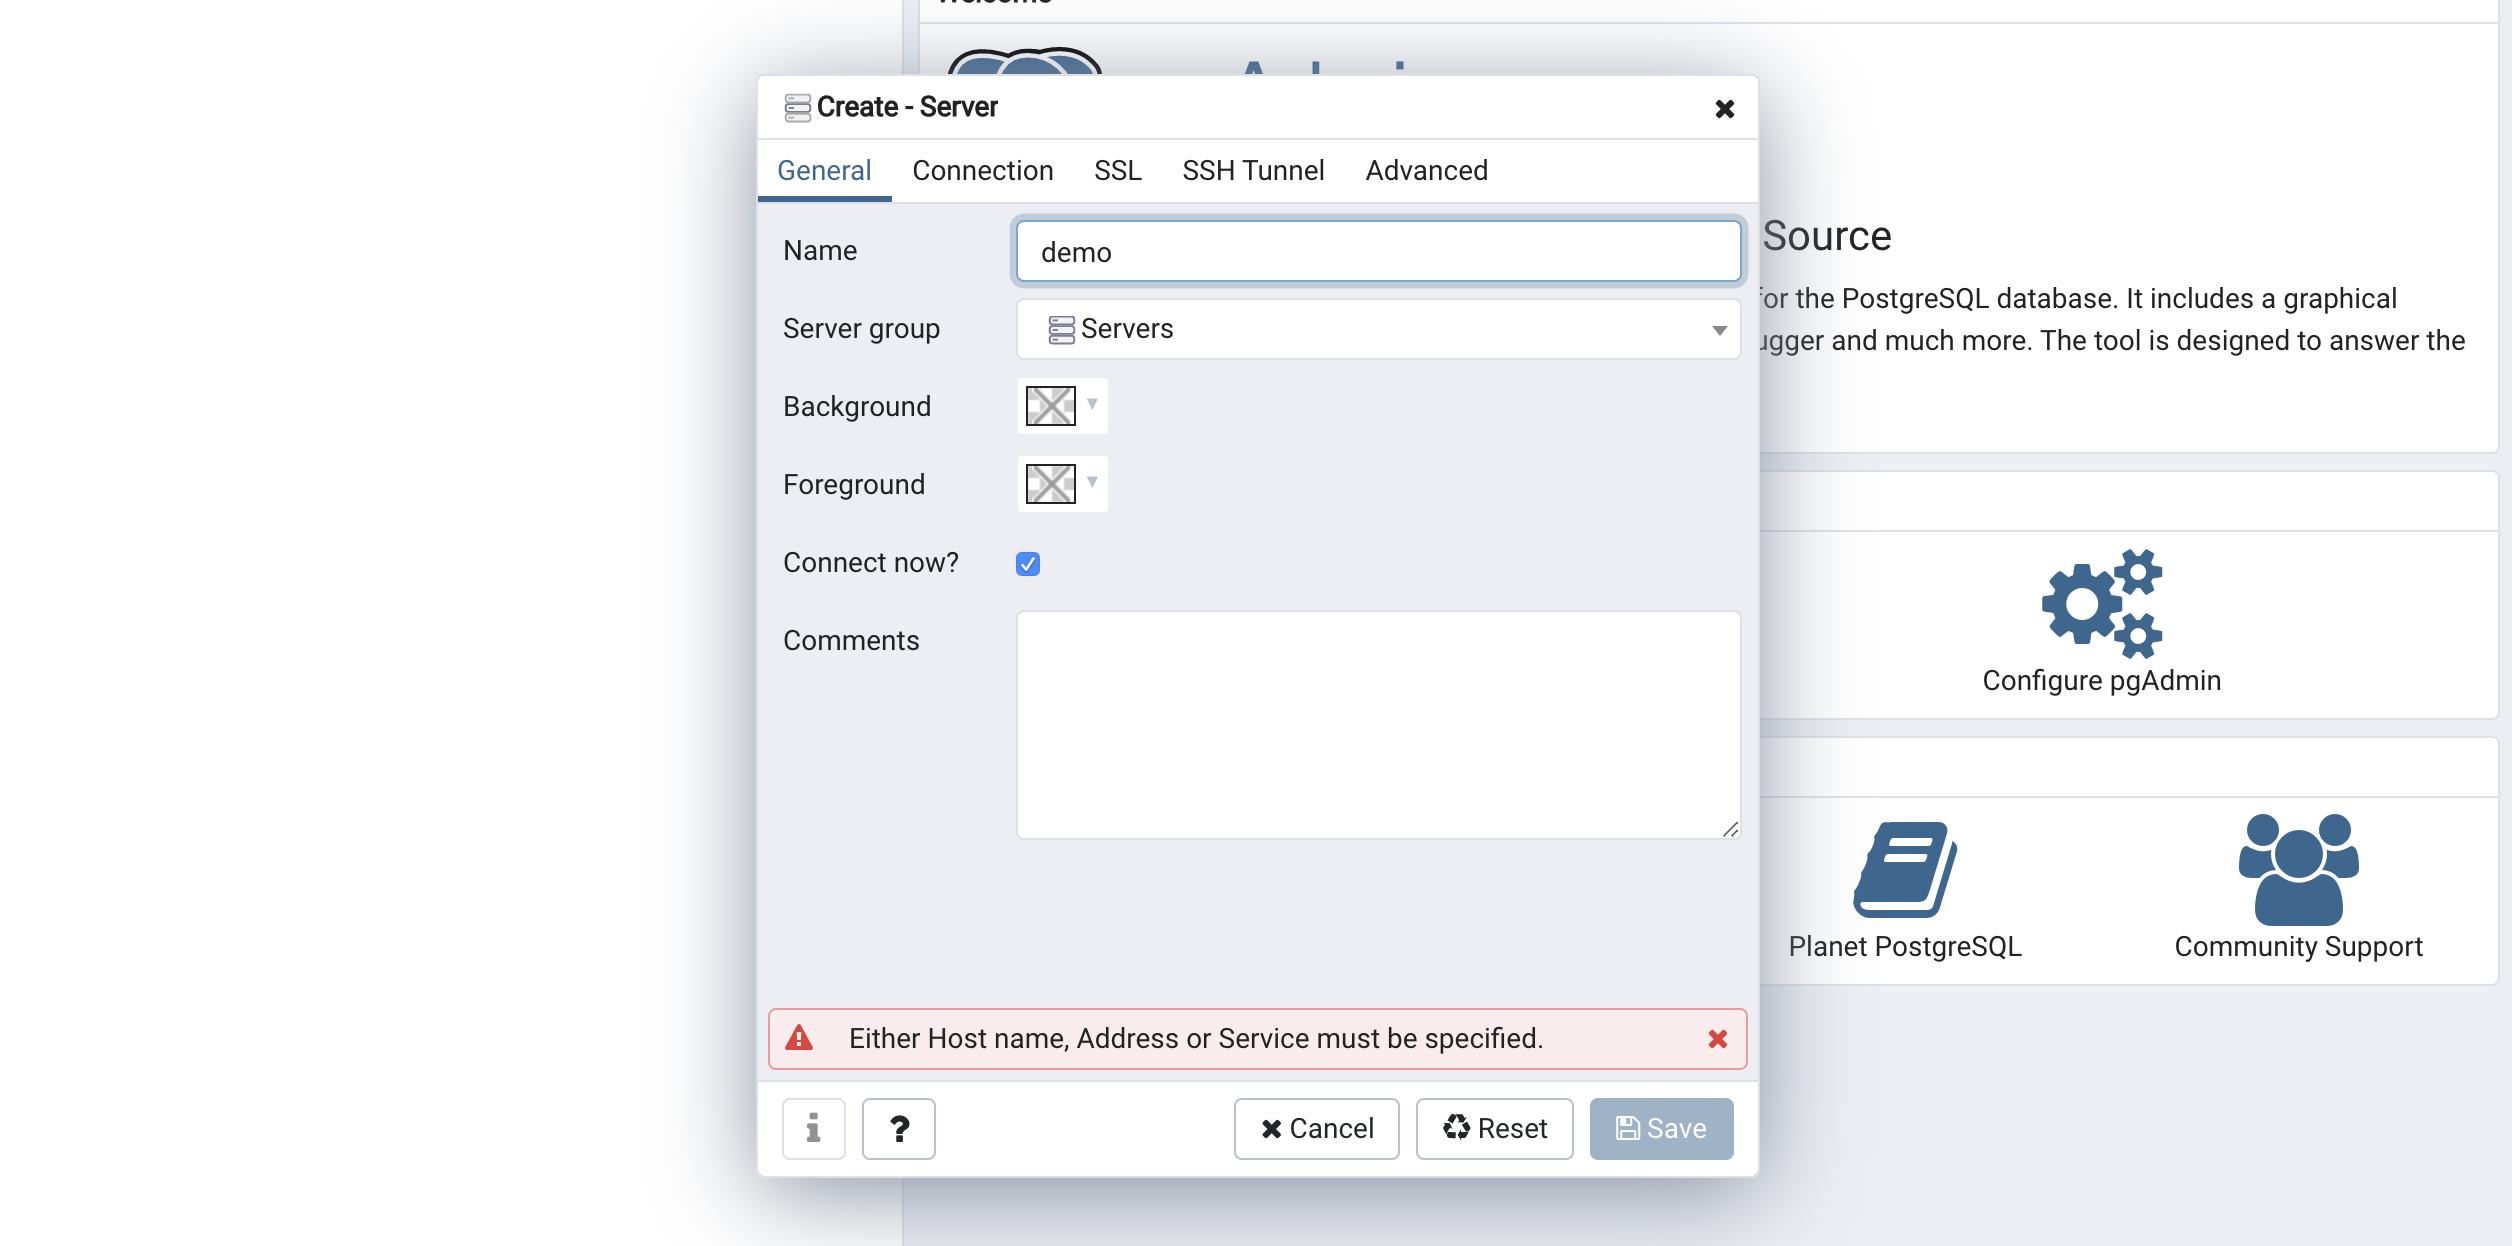 Welcome
Create - Server
General Connection SSL SSH Tunnel Advanced
Name demo
Server group Servers
Background
Foreground
Connect now?
Comments
Either Host name, Address or Service must be specified.
? Cancel Reset Save
Source
for the PostgreSQL database. It includes a graphical
and much more. The tool is designed to answer the
Configure pgAdmin
Planet PostgreSQL
Community Support